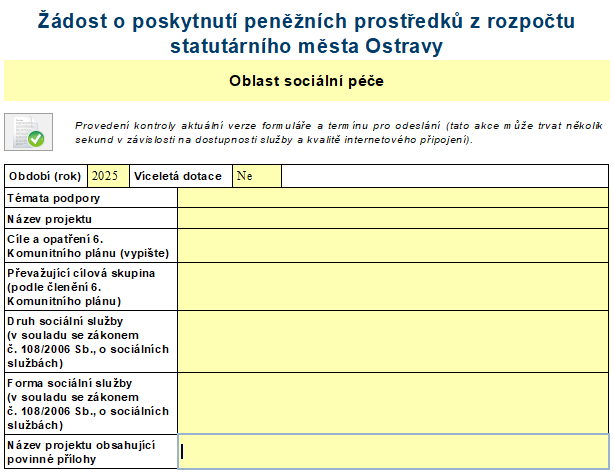 Žádost o poskytnutí peněžních prostředků z rozpočtu
statutárního města Ostravy
Oblast sociální péče
Provedení kontroly aktuální verze formuláře a termínu pro odeslání (tato akce může trvat několik
sekund v závislosti na dostupnosti služby a kvalitě internetového připojení).
Období (rok) 2025 Víceletá dotace Ne
Témata podpory
Název projektu
Cíle a opatření 6.
Komunitního plánu (vypište)
Převažující cílová skupina
(podle členění 6.
Komunitního plánu)
Druh sociální služby
(v souladu se zákonem
č. 108/2006 Sb., o sociálních
službách)
Forma sociální služby
(v souladu se zákonem
č. 108/2006 Sb., o sociálních
službách)
Název projektu obsahující
povinné přílohy